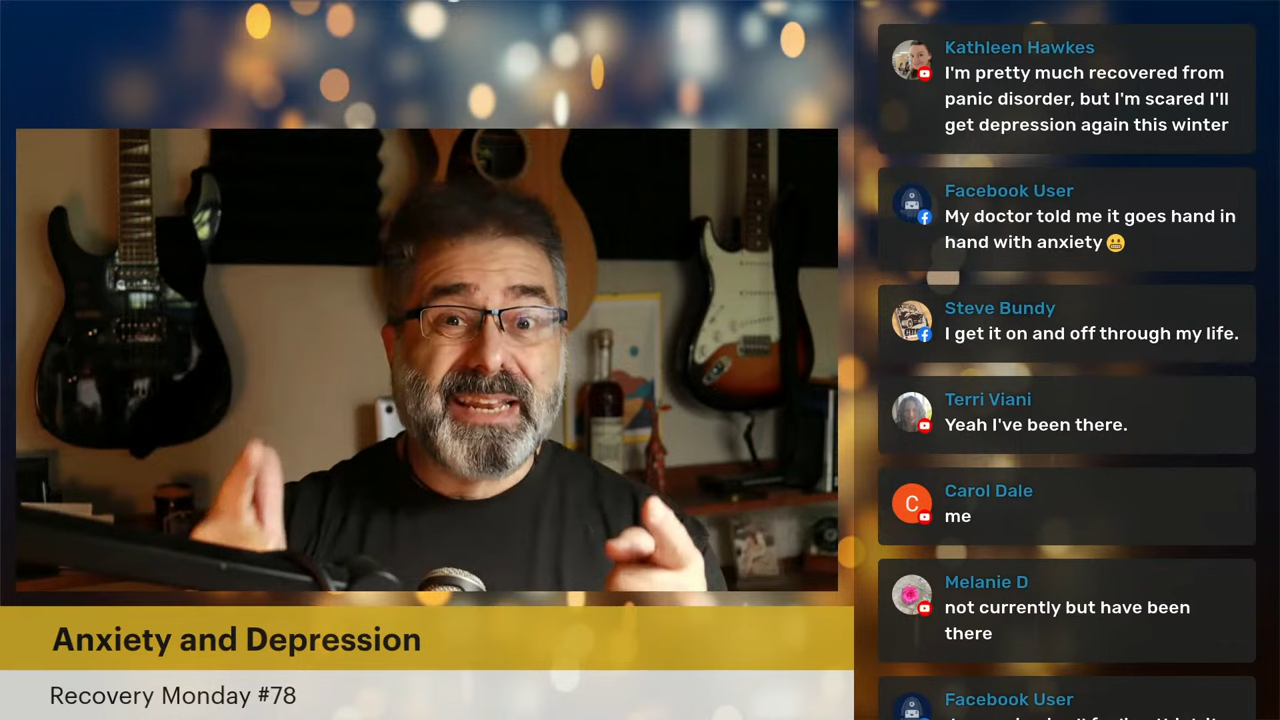 Kathleen Hawkes
I'm pretty much recovered from
panic disorder, but I'm scared I'll
get depression again this winter
Facebook User
My doctor told me it goes hand in
hand with anxiety 😬
Steve Bundy
I get it on and off through my life.
Terri Viani
Yeah I've been there.
C
Carol Dale
me
Melanie D
not currently but have been
there
Facebook User
Anxiety and Depression
Recovery Monday #78